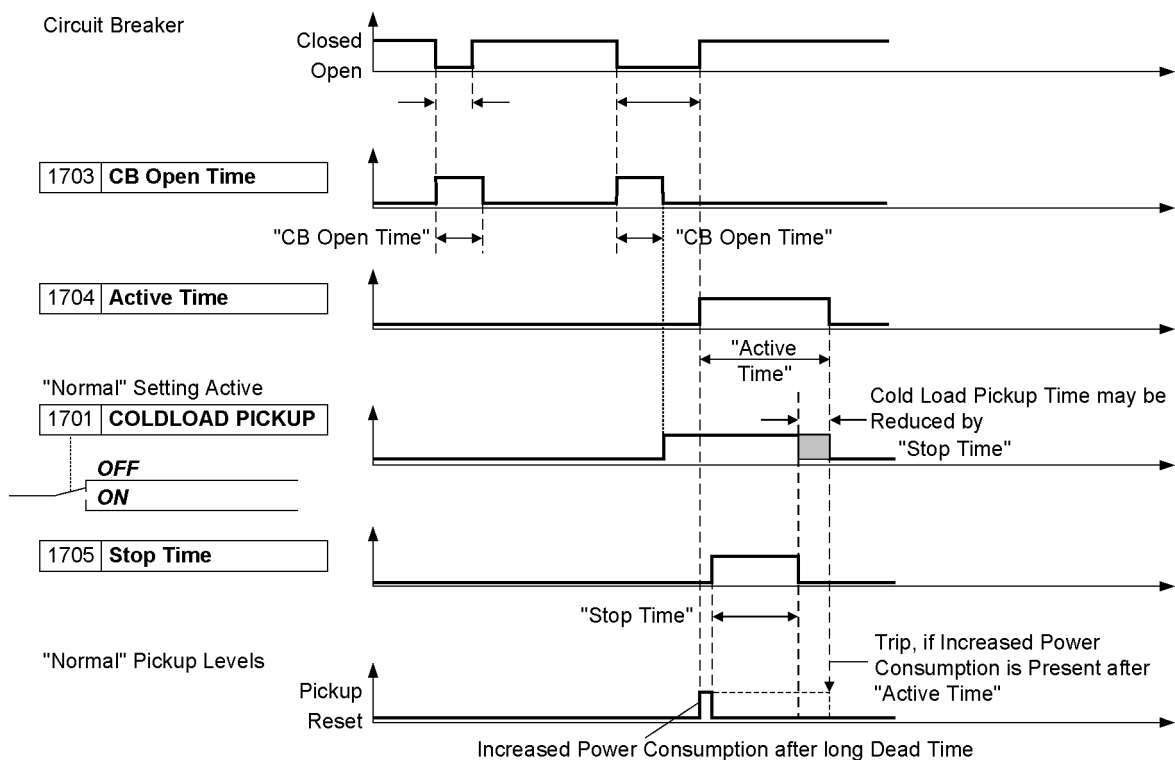 Circuit Breaker
Closed
Open
1703 CB Open Time
"CB Open Time"
"CB Open Time"
1704 Active Time
"Active
Time"
"Normal" Setting Active
1701 COLDLOAD PICKUP
OFF
ON
Cold Load Pickup Time may be
Reduced by
"Stop Time"
1705 Stop Time
"Stop Time"
"Normal" Pickup Levels
Pickup
Reset
Trip, if Increased Power
Consumption is Present after
"Active Time"
Increased Power Consumption after long Dead Time